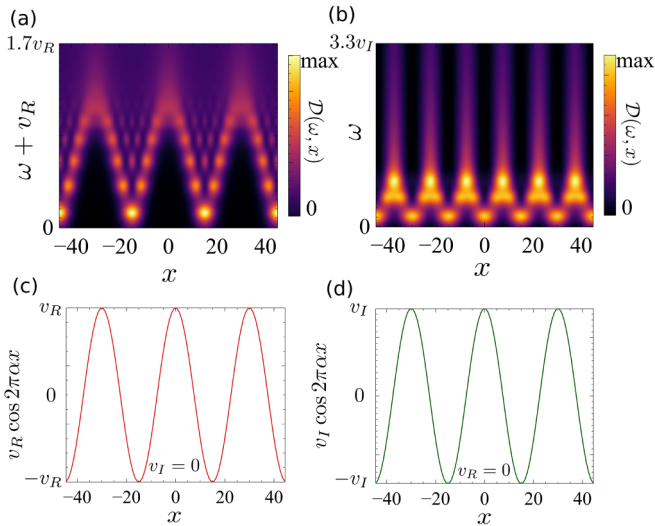 (a)
1.7v_R
ω + v_R
0
−40 −20 0 20 40
x
max
D(ω, x)
0
(b)
3.3v_I
ω
0
−40 −20 0 20 40
x
max
D(ω, x)
0
(c)
v_R
0
−v_R
v_R cos 2παx
v_I = 0
−40 −20 0 20 40
x
(d)
v_I
0
−v_I
v_I cos 2παx
v_R = 0
−40 −20 0 20 40
x